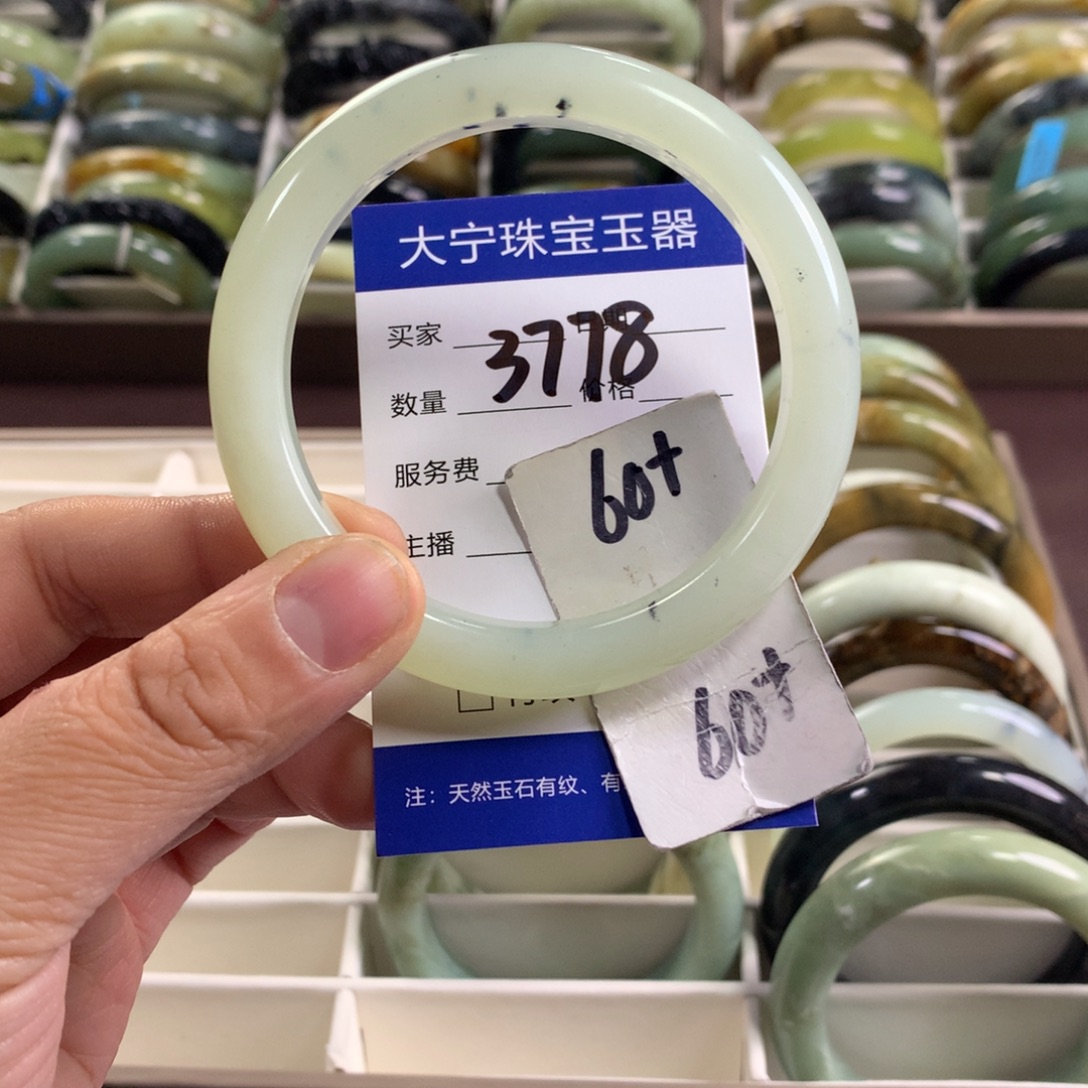 大宁珠宝玉器
买家
3778
数量 价格
服务费
60+
主播
60+
注：天然玉石有纹、有